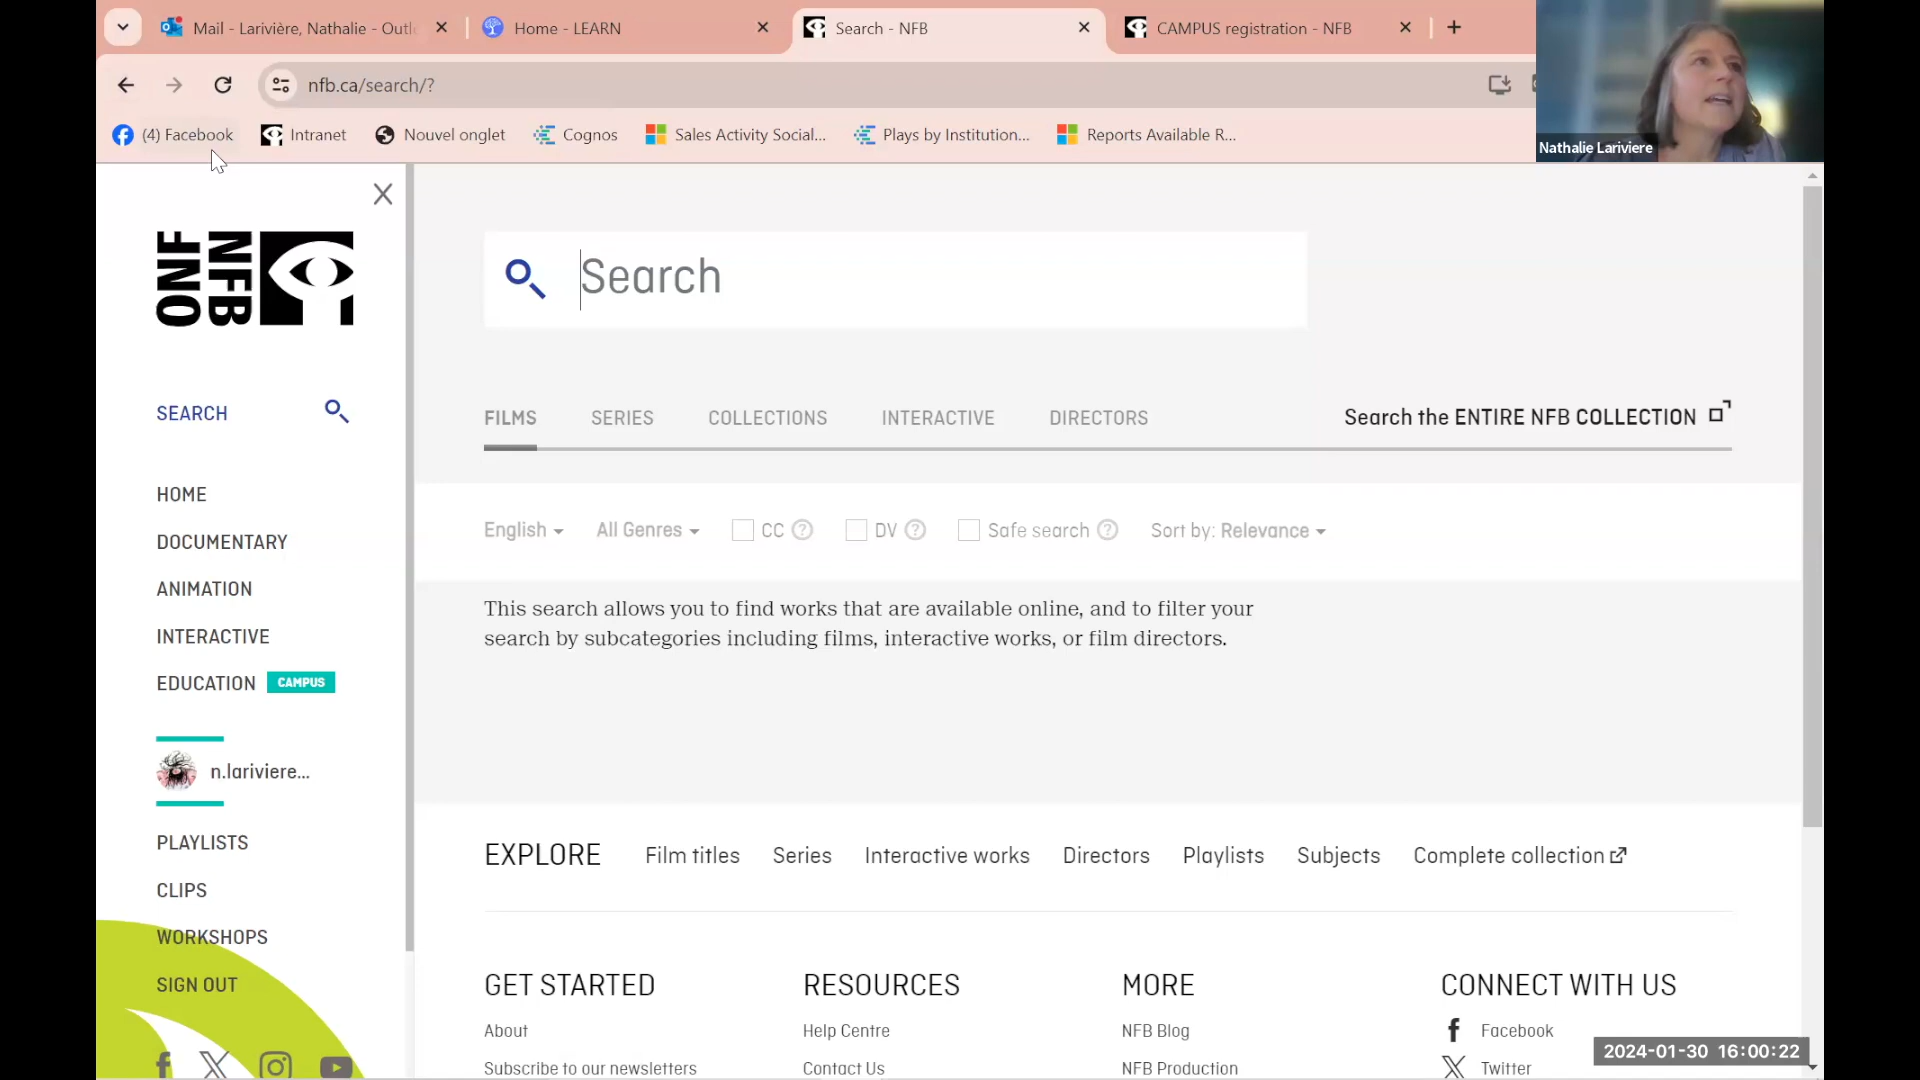 Mail - Larivière, Nathalie - Outl
Home - LEARN
Search - NFB
CAMPUS registration - NFB
nfb.ca/search/?
(4) Facebook
Intranet
Nouvel onglet
Cognos
Sales Activity Social...
Plays by Institution...
Reports Available R...
Nathalie Lariviere
ONF
NFB
SEARCH
HOME
DOCUMENTARY
ANIMATION
INTERACTIVE
EDUCATION CAMPUS
n.lariviere...
PLAYLISTS
CLIPS
WORKSHOPS
SIGN OUT
Search
FILMS SERIES COLLECTIONS INTERACTIVE DIRECTORS
Search the ENTIRE NFB COLLECTION
English All Genres CC ? DV ? Safe search ? Sort by: Relevance
This search allows you to find works that are available online, and to filter your
search by subcategories including films, interactive works, or film directors.
EXPLORE Film titles Series Interactive works Directors Playlists Subjects Complete collection
GET STARTED
About
Subscribe to our newsletters
RESOURCES
Help Centre
Contact Us
MORE
NFB Blog
NFB Production
CONNECT WITH US
Facebook
Twitter
2024-01-30 16:00:22